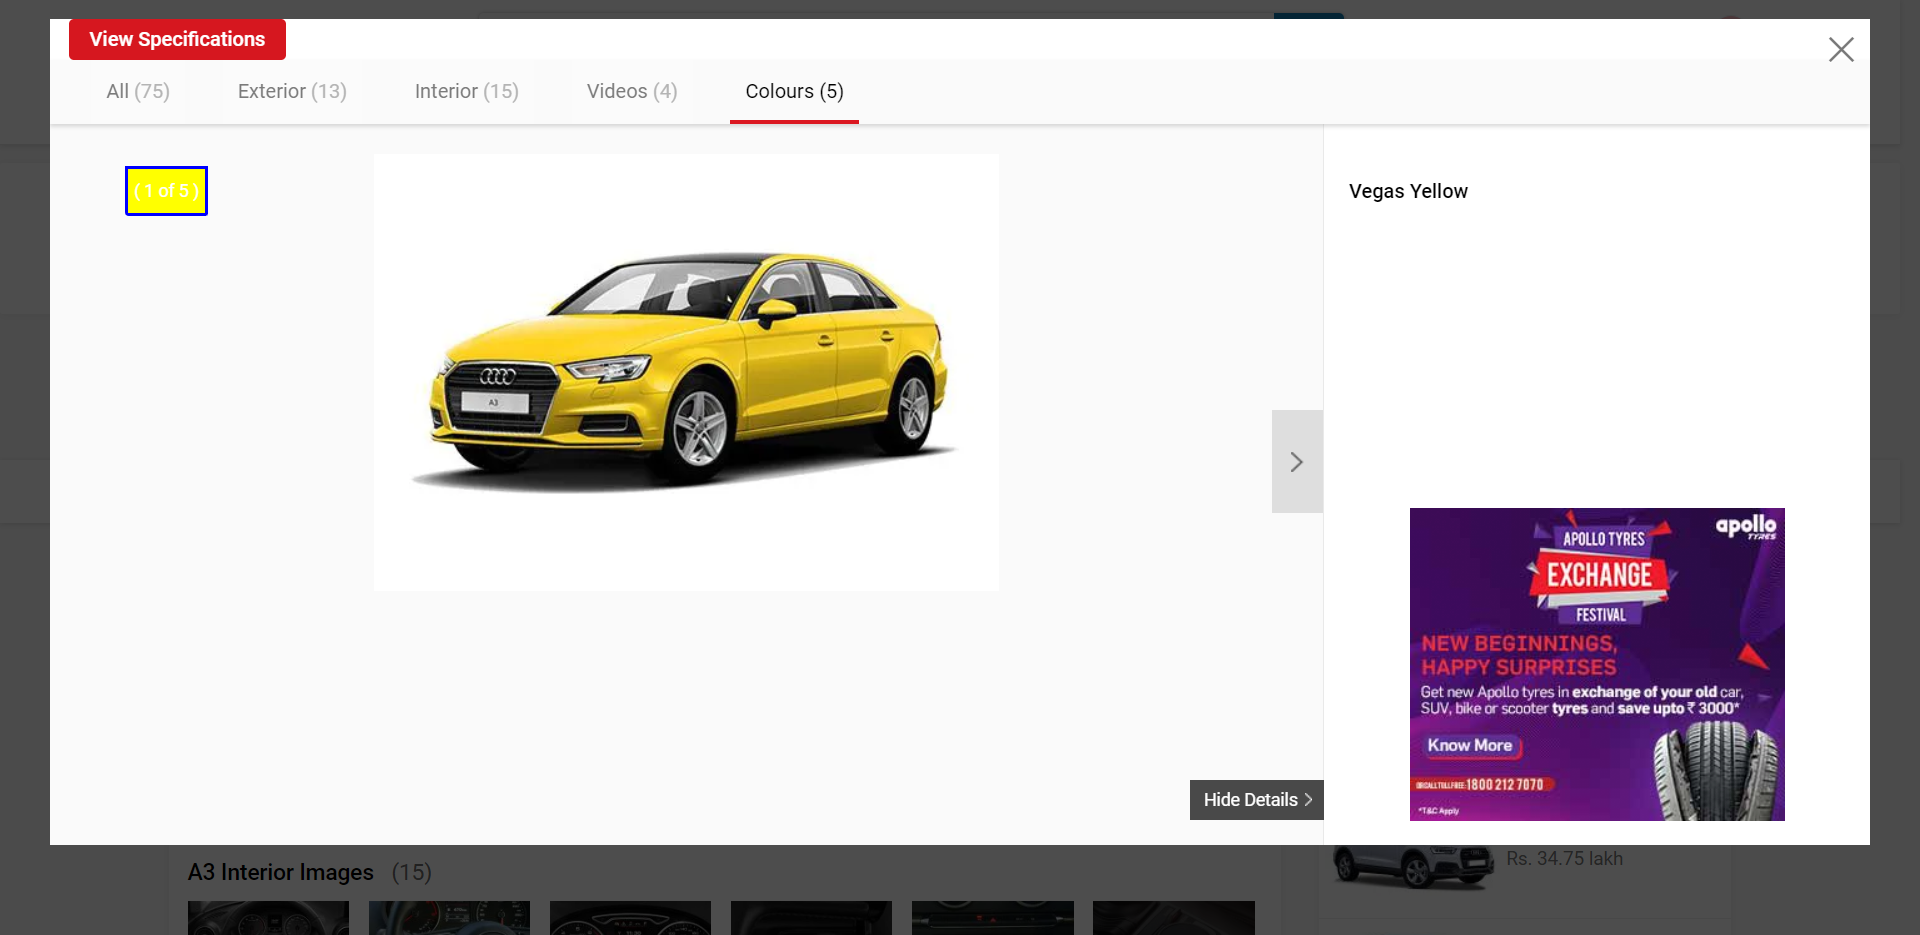 View Specifications
All (75)
Exterior (13)
Interior (15)
Videos (4)
Colours (5)
( 1 of 5 )
A3
Vegas Yellow
apollo
TYRES
APOLLO TYRES
EXCHANGE
FESTIVAL
NEW BEGINNINGS,
HAPPY SURPRISES
Get new Apollo tyres in exchange of your old car,
SUV, bike or scooter tyres and save upto ₹ 3000*
Know More
OR CALL TOLL FREE: 1800 212 7070
*T&C Apply
Hide Details
A3 Interior Images (15)
Rs. 34.75 lakh